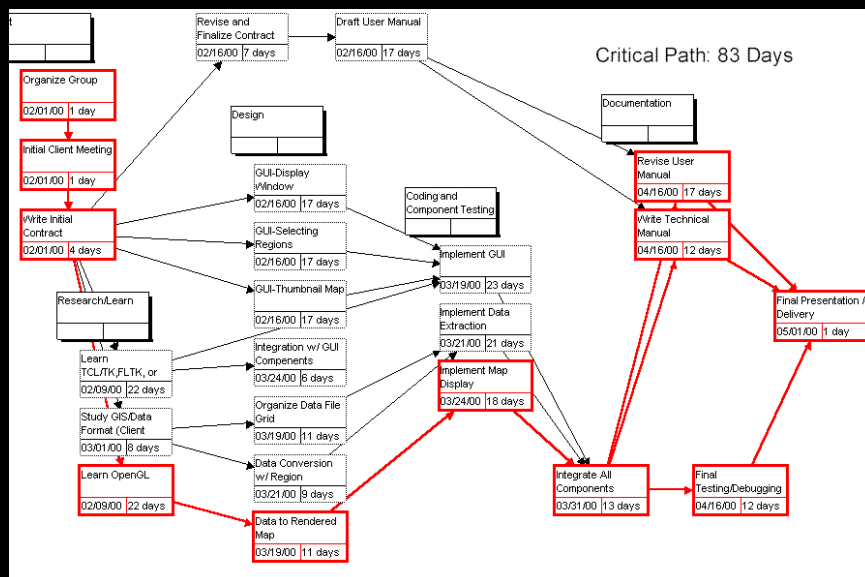 Critical Path: 83 Days
Revise and
Finalize Contract
02/16/00 7 days
Draft User Manual
02/16/00 17 days
Organize Group
02/01/00 1 day
Initial Client Meeting
02/01/00 1 day
Write Initial
Contract
02/01/00 4 days
Research/Learn
Learn
TCL/TK,FLTK, or
02/09/00 22 days
Study GIS/Data
Format (Client
03/01/00 8 days
Learn OpenGL
02/09/00 22 days
Design
GUI-Display
Window
02/16/00 17 days
GUI-Selecting
Regions
02/16/00 17 days
GUI-Thumbnail Map
02/16/00 17 days
Integration w/ GUI
Compenents
03/24/00 6 days
Organize Data File
Grid
03/19/00 11 days
Data Conversion
w/ Region
03/21/00 9 days
Data to Rendered
Map
03/19/00 11 days
Coding and
Component Testing
Implement GUI
03/19/00 23 days
Implement Data
Extraction
03/21/00 21 days
Implement Map
Display
03/24/00 18 days
Integrate All
Components
03/31/00 13 days
Documentation
Revise User
Manual
04/16/00 17 days
Write Technical
Manual
04/16/00 12 days
Final
Testing/Debugging
04/16/00 12 days
Final Presentation /
Delivery
05/01/00 1 day